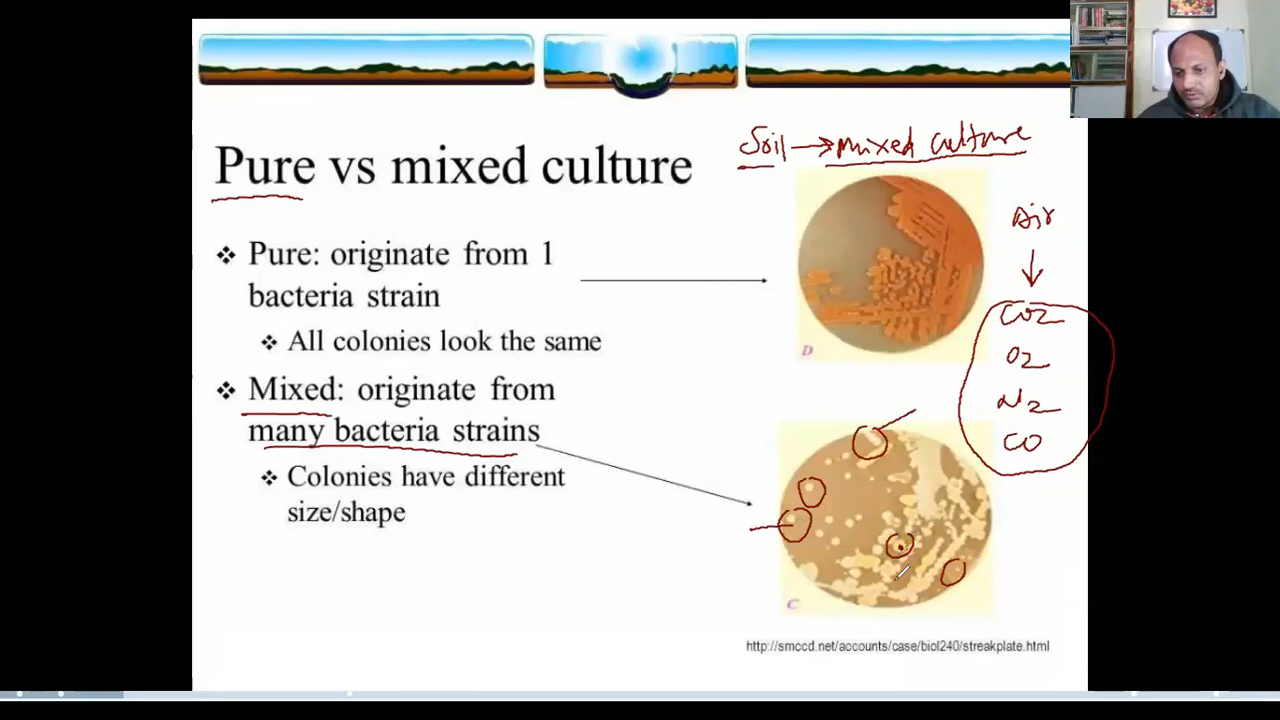 Soil → mixed culture
Pure vs mixed culture
Air
↓
❖ Pure: originate from 1
bacteria strain
❖ All colonies look the same
CO2
O2
N2
CO
D
❖ Mixed: originate from
many bacteria strains
❖ Colonies have different
size/shape
C
http://smccd.net/accounts/case/biol240/streakplate.html